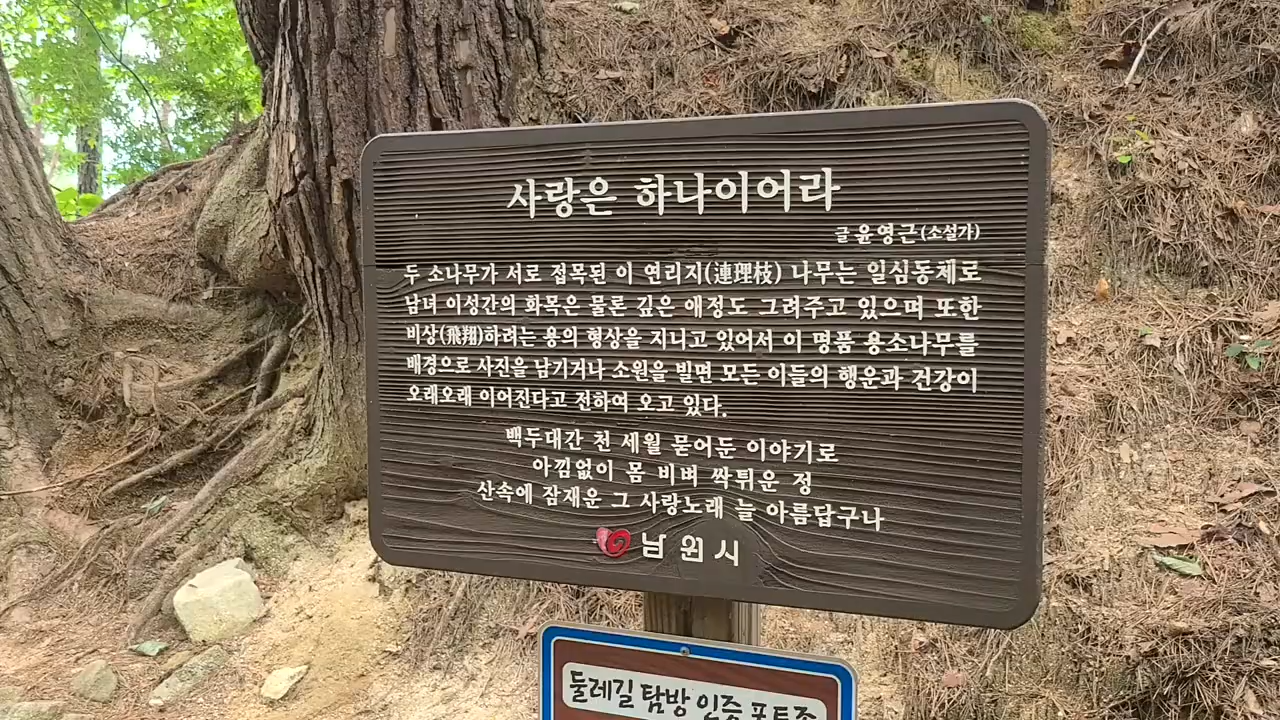 사랑은 하나이어라
글 윤영근(소설가)
두 소나무가 서로 접목된 이 연리지(連理枝) 나무는 일심동체로
남녀 이성간의 화목은 물론 깊은 애정도 그려주고 있으며 또한
비상(飛翔)하려는 용의 형상을 지니고 있어서 이 명품 용소나무를
배경으로 사진을 남기거나 소원을 빌면 모든 이들의 행운과 건강이
오래오래 이어진다고 전하여 오고 있다.
백두대간 천 세월 묻어둔 이야기로
아낌없이 몸 비벼 싹틔운 정
산속에 잠재운 그 사랑노래 늘 아름답구나
남원시
둘레길 탐방 인증 포토존